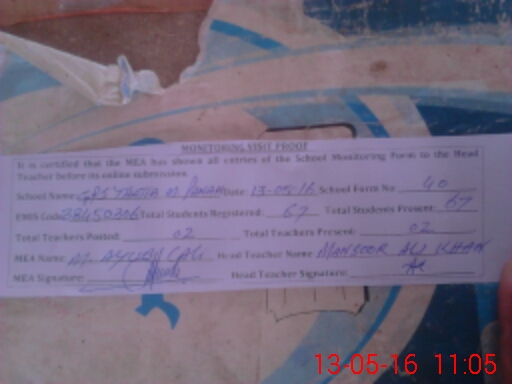 MONITORING VISIT PROOF
It is certified that the MEA has shown all entries of the School Monitoring Form to the Head
Teacher before its online submission.
School Name: GPS M. PANAH Date: 13-05-16 School Form No 40
EMIS Code: 38450306 Total Students Registered: 67 Total Students Present: 67
Total Teachers Posted: 02 Total Teachers Present: 02
MEA Name: M. AYUB Head Teacher Name MANSOOR ALI KHAN
MEA Signature: Head Teacher Signature:
13-05-16 11:05